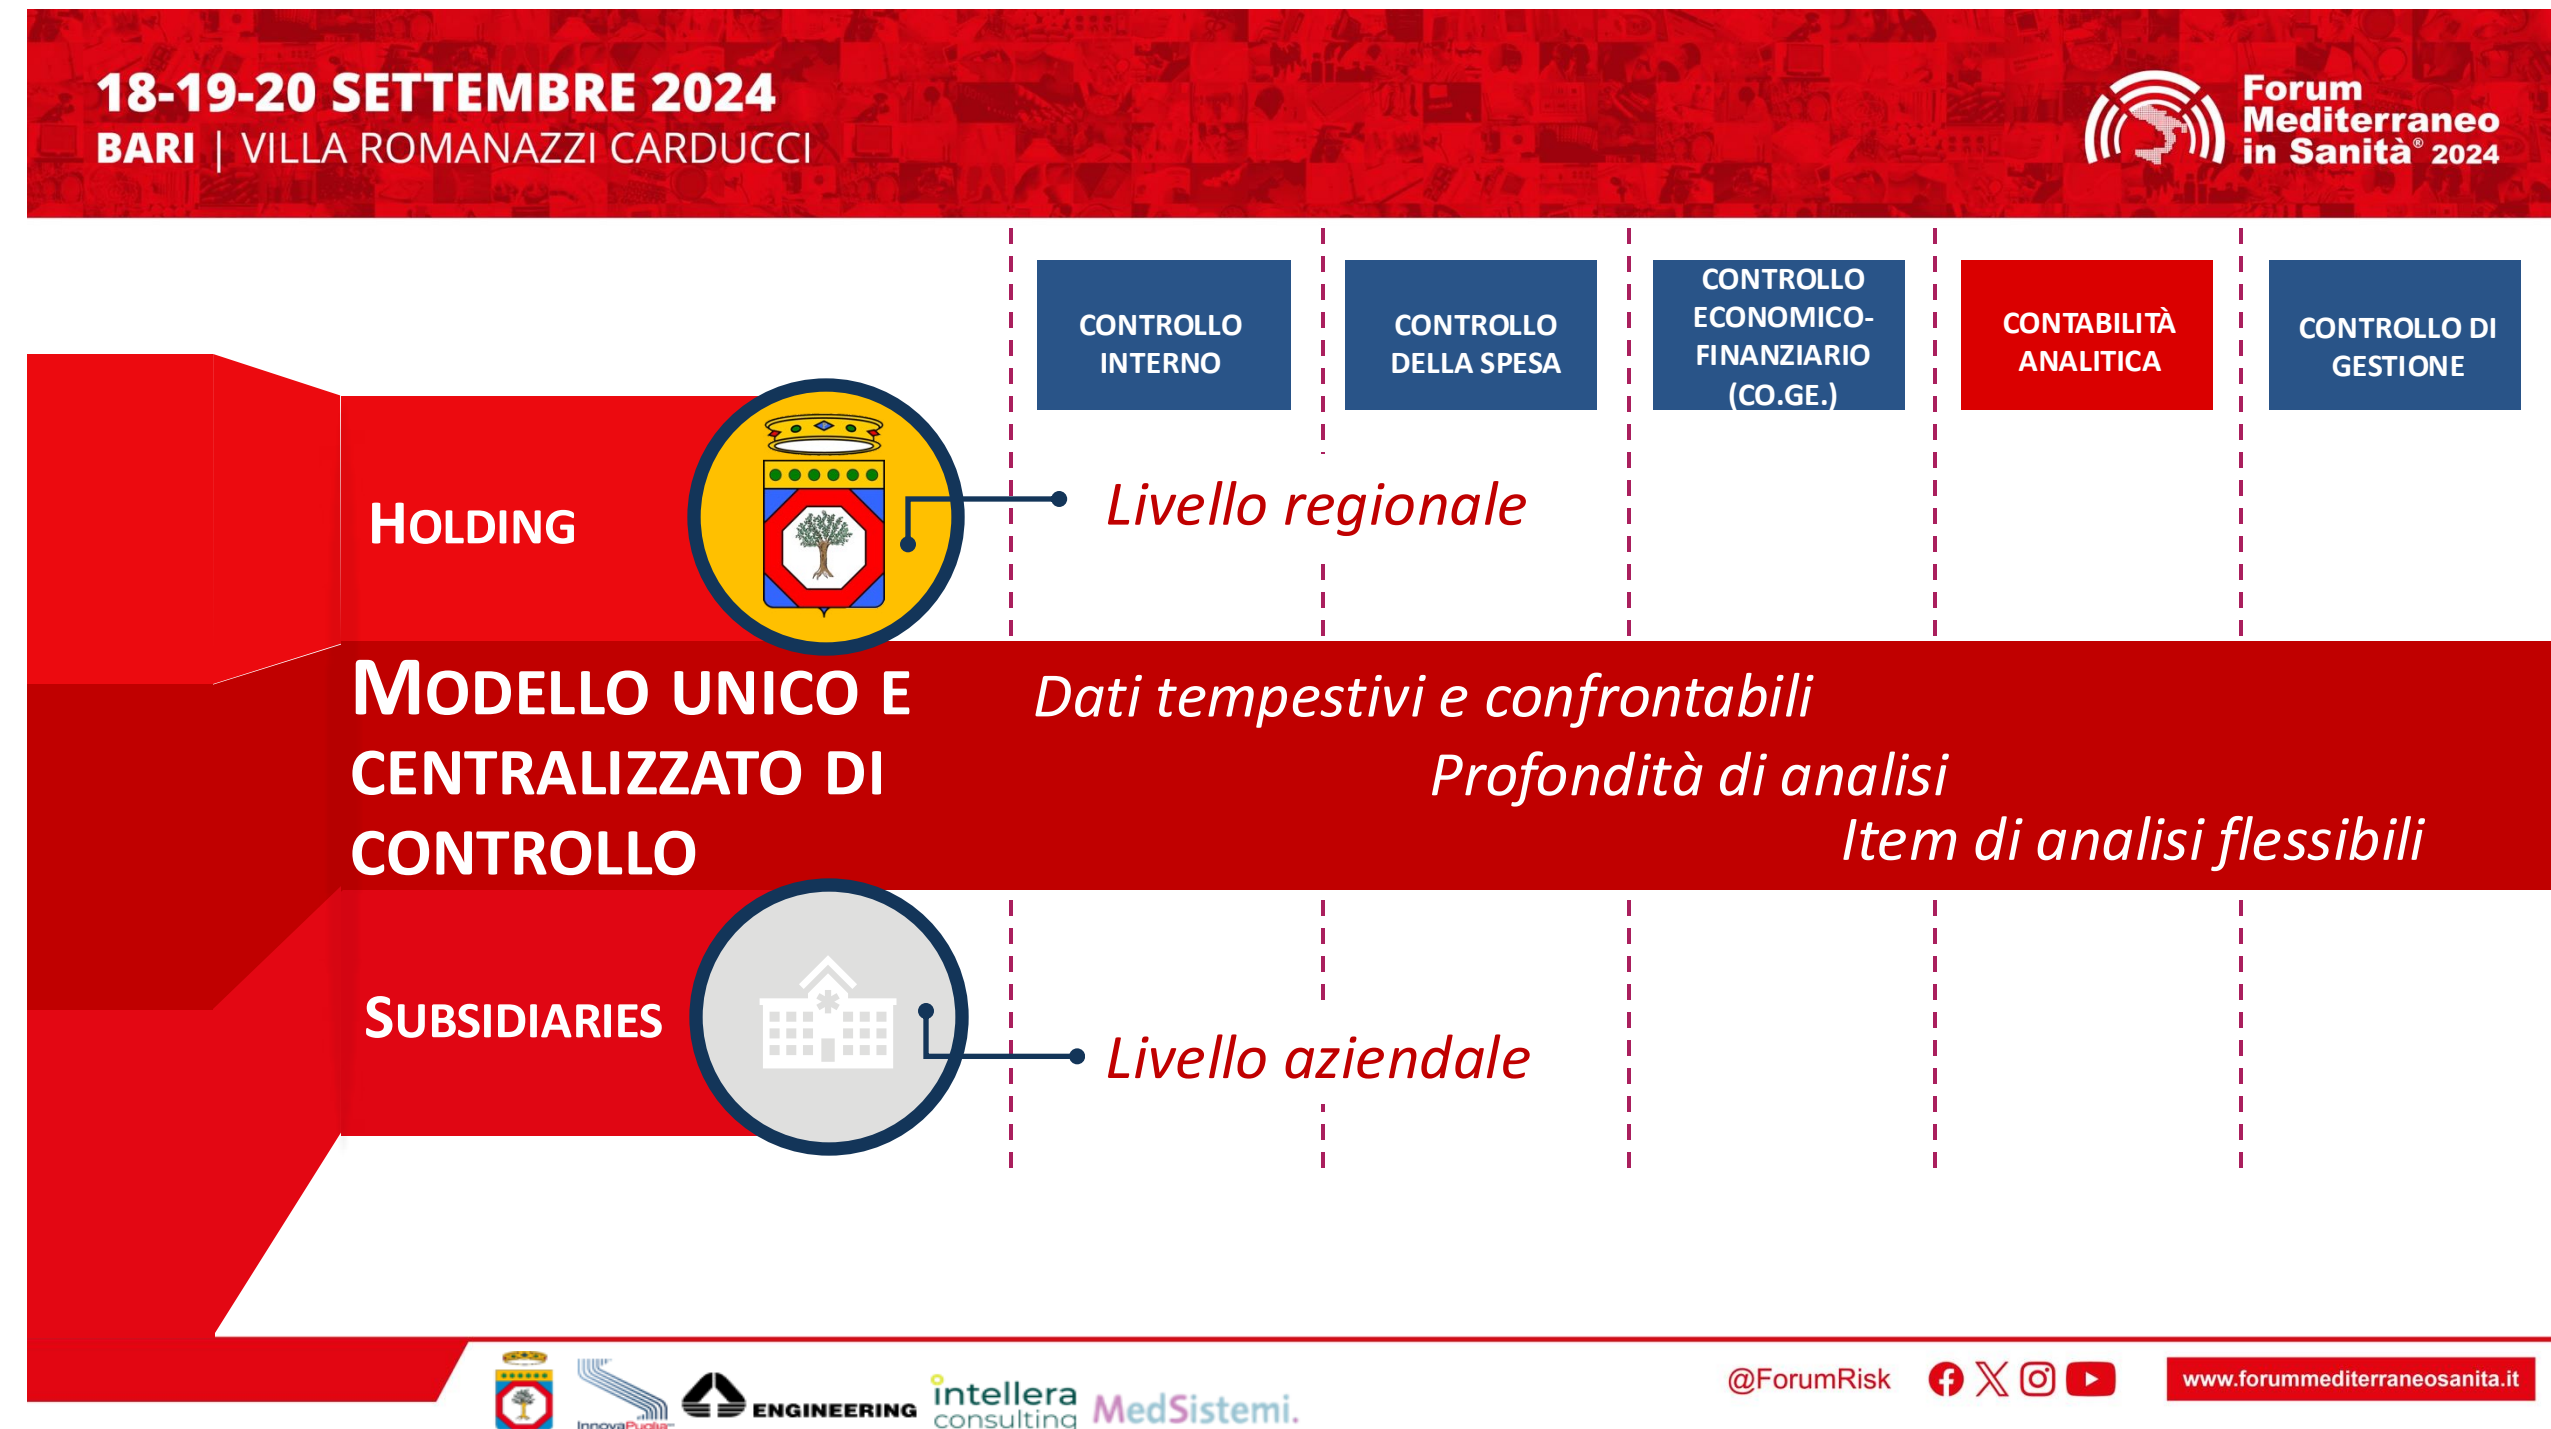 18-19-20 SETTEMBRE 2024
BARI | VILLA ROMANAZZI CARDUCCI
Forum
Mediterraneo
in Sanità® 2024
CONTROLLO
INTERNO
CONTROLLO
DELLA SPESA
CONTROLLO
ECONOMICO-
FINANZIARIO
(CO.GE.)
CONTABILITÀ
ANALITICA
CONTROLLO DI
GESTIONE
HOLDING
Livello regionale
MODELLO UNICO E
CENTRALIZZATO DI
CONTROLLO
Dati tempestivi e confrontabili
Profondità di analisi
Item di analisi flessibili
SUBSIDIARIES
Livello aziendale
InnovaPuglia
ENGINEERING
intellera
consulting
MedSistemi.
@ForumRisk
www.forummediterraneosanita.it